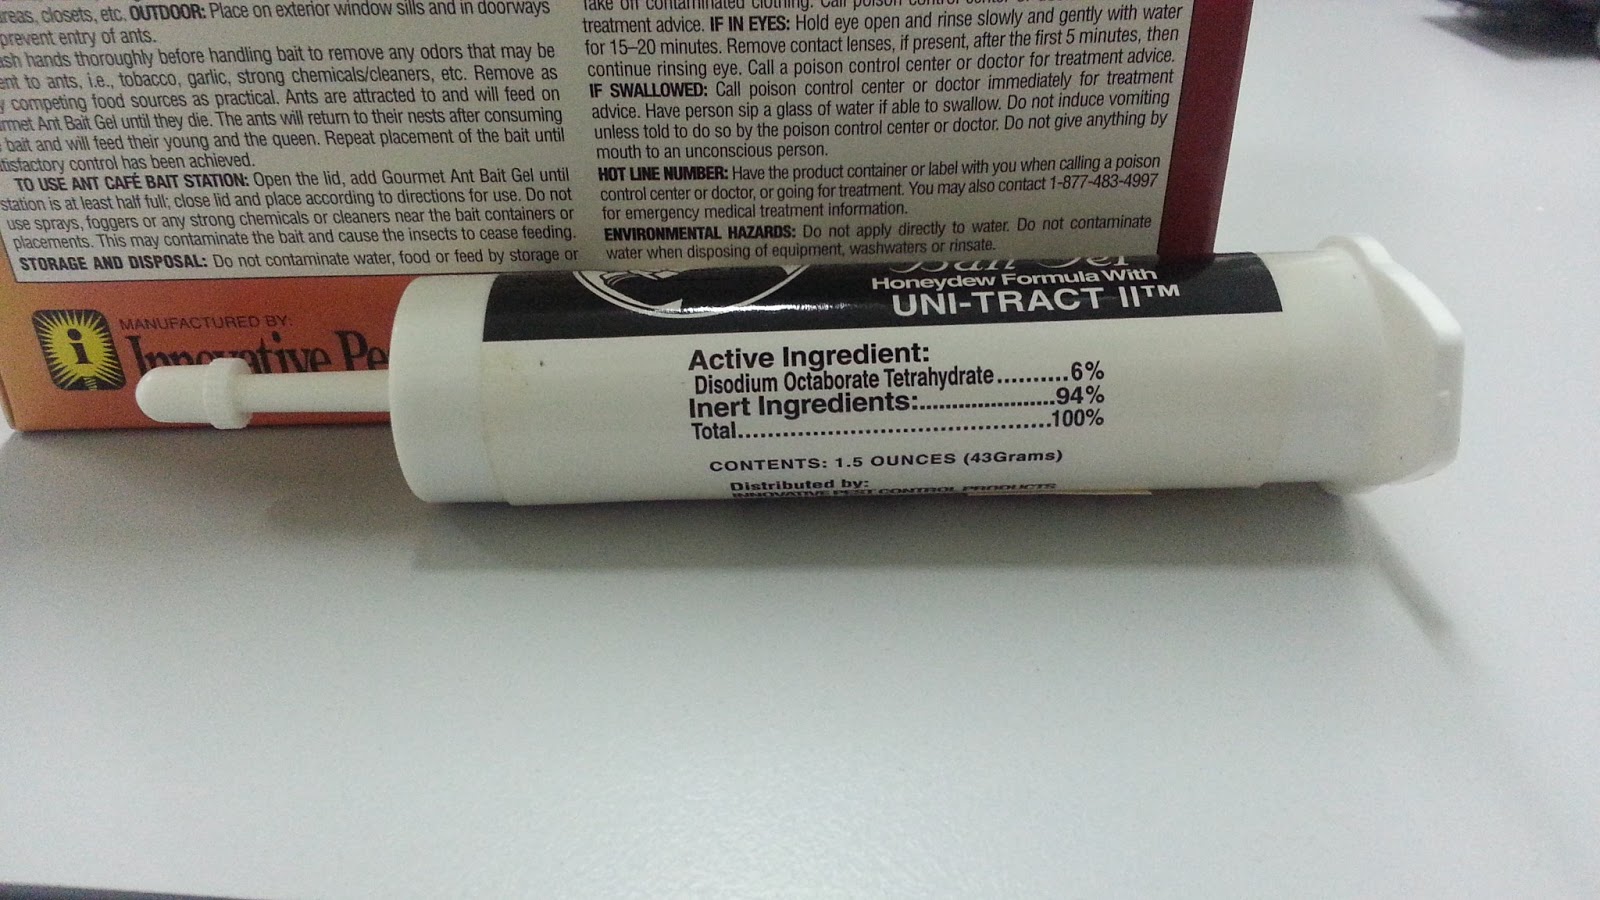 areas, closets, etc. OUTDOOR: Place on exterior window sills and in doorways
prevent entry of ants.
hands thoroughly before handling bait to remove any odors that may be
to ants, i.e., tobacco, garlic, strong chemicals/cleaners, etc. Remove as
competing food sources as practical. Ants are attracted to and will feed on
Ant Bait Gel until they die. The ants will return to their nests after consuming
bait and will feed their young and the queen. Repeat placement of the bait until
control has been achieved.
TO USE ANT CAFÉ BAIT STATION: Open the lid, add Gourmet Ant Bait Gel until
station is at least half full; close lid and place according to directions for use. Do not
use sprays, foggers or any strong chemicals or cleaners near the bait containers or
placements. This may contaminate the bait and cause the insects to cease feeding.
STORAGE AND DISPOSAL: Do not contaminate water, food or feed by storage or
MANUFACTURED BY:
Innovative Pe
Take off contaminated clothing. Call poison control center or
treatment advice. IF IN EYES: Hold eye open and rinse slowly and gently with water
for 15–20 minutes. Remove contact lenses, if present, after the first 5 minutes, then
continue rinsing eye. Call a poison control center or doctor for treatment advice.
IF SWALLOWED: Call poison control center or doctor immediately for treatment
advice. Have person sip a glass of water if able to swallow. Do not induce vomiting
unless told to do so by the poison control center or doctor. Do not give anything by
mouth to an unconscious person.
HOT LINE NUMBER: Have the product container or label with you when calling a poison
control center or doctor, or going for treatment. You may also contact 1-877-483-4997
for emergency medical treatment information.
ENVIRONMENTAL HAZARDS: Do not apply directly to water. Do not contaminate
water when disposing of equipment, washwaters or rinsate.
Honeydew Formula With
UNI-TRACT II™
Active Ingredient:
Disodium Octaborate Tetrahydrate..........6%
Inert Ingredients:......................94%
Total..........................................100%
CONTENTS: 1.5 OUNCES (43Grams)
Distributed by:
INNOVATIVE PEST CONTROL PRODUCTS